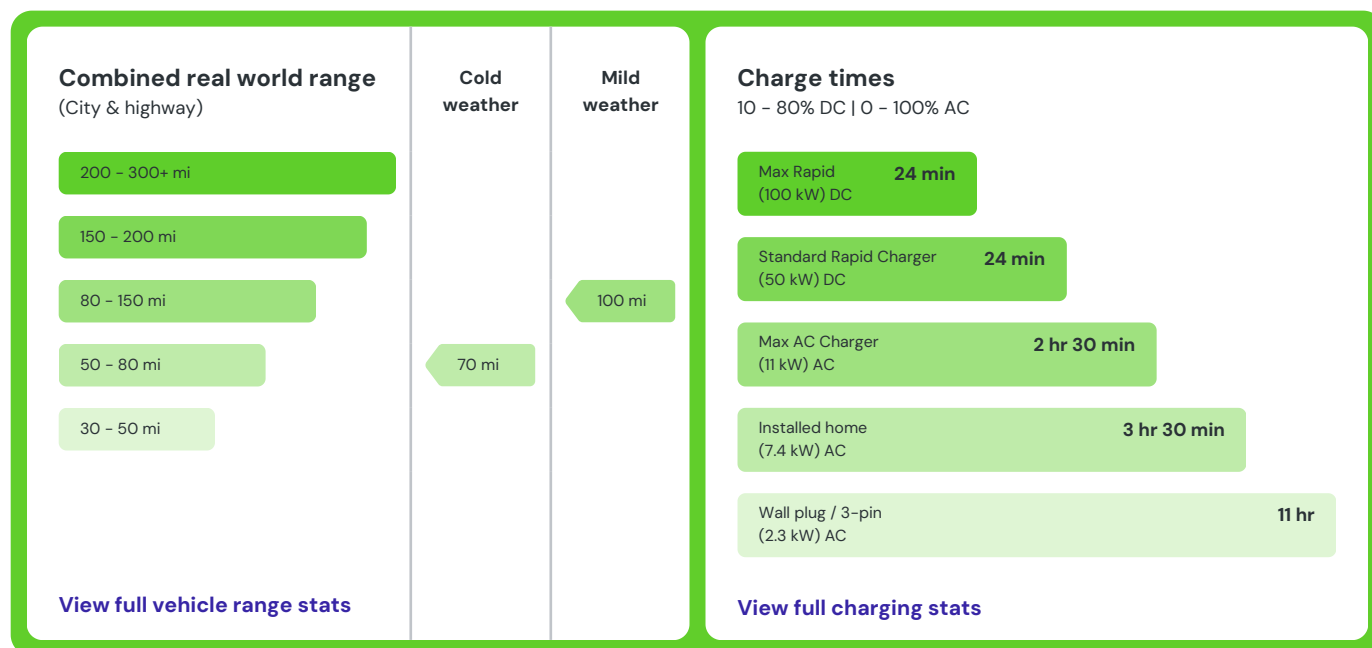 Combined real world range
(City & highway)
Cold
weather
Mild
weather
200 - 300+ mi
150 - 200 mi
80 - 150 mi
100 mi
50 - 80 mi
70 mi
30 - 50 mi
View full vehicle range stats
Charge times
10 - 80% DC | 0 - 100% AC
Max Rapid
(100 kW) DC
24 min
Standard Rapid Charger
(50 kW) DC
24 min
Max AC Charger
(11 kW) AC
2 hr 30 min
Installed home
(7.4 kW) AC
3 hr 30 min
Wall plug / 3-pin
(2.3 kW) AC
11 hr
View full charging stats